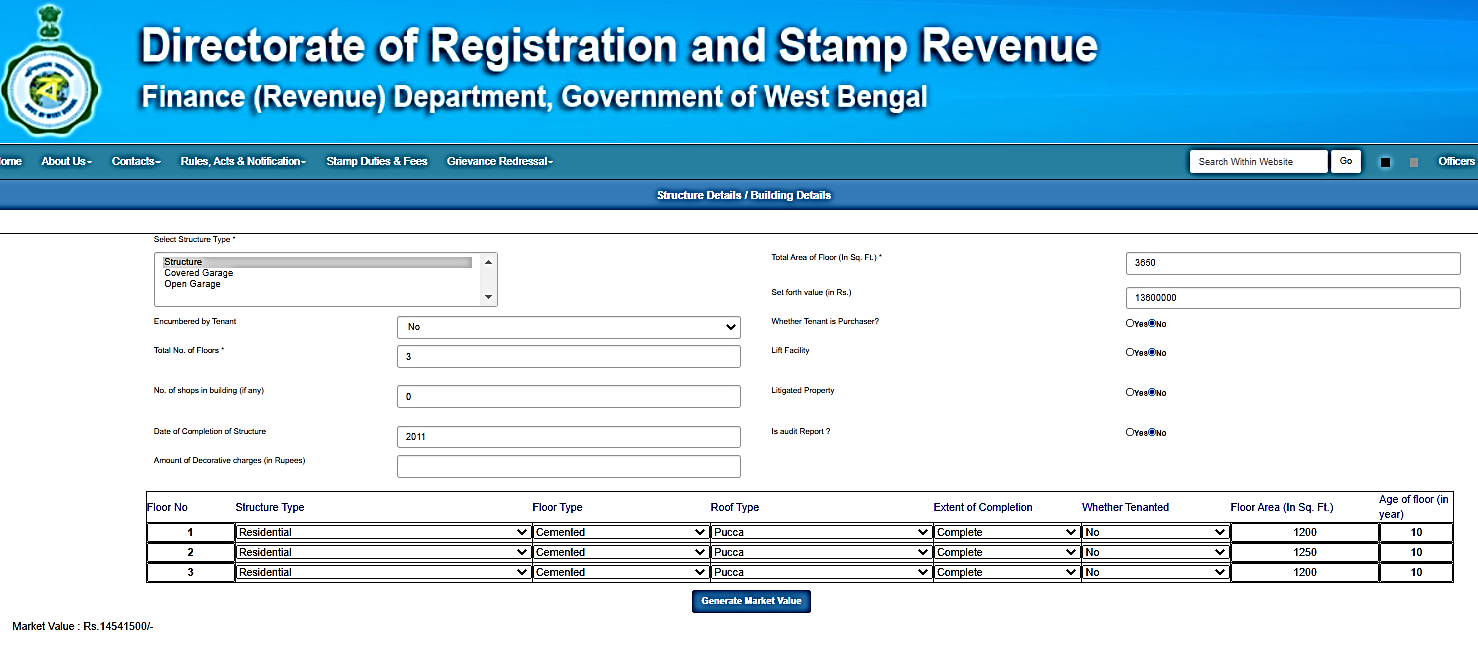 Directorate of Registration and Stamp Revenue
Finance (Revenue) Department, Government of West Bengal
ome About Us Contacts Rules, Acts & Notification Stamp Duties & Fees Grievance Redressal Search Within Website Go Officers
Structure Details / Building Details
Select Structure Type *
Structure
Covered Garage
Open Garage
Total Area of Floor (In Sq. Ft.) * 3650
Set forth value (in Rs.) 13600000
Encumbered by Tenant No Whether Tenant is Purchaser? Yes No
Total No. of Floors * 3 Lift Facility Yes No
No. of shops in building (if any) 0 Litigated Property Yes No
Date of Completion of Structure 2011 Is audit Report ? Yes No
Amount of Decorative charges (in Rupees)
Floor No Structure Type Floor Type Roof Type Extent of Completion Whether Tenanted Floor Area (In Sq. Ft.) Age of floor (in year)
1 Residential Cemented Pucca Complete No 1200 10
2 Residential Cemented Pucca Complete No 1250 10
3 Residential Cemented Pucca Complete No 1200 10
Generate Market Value
Market Value : Rs.14541500/-